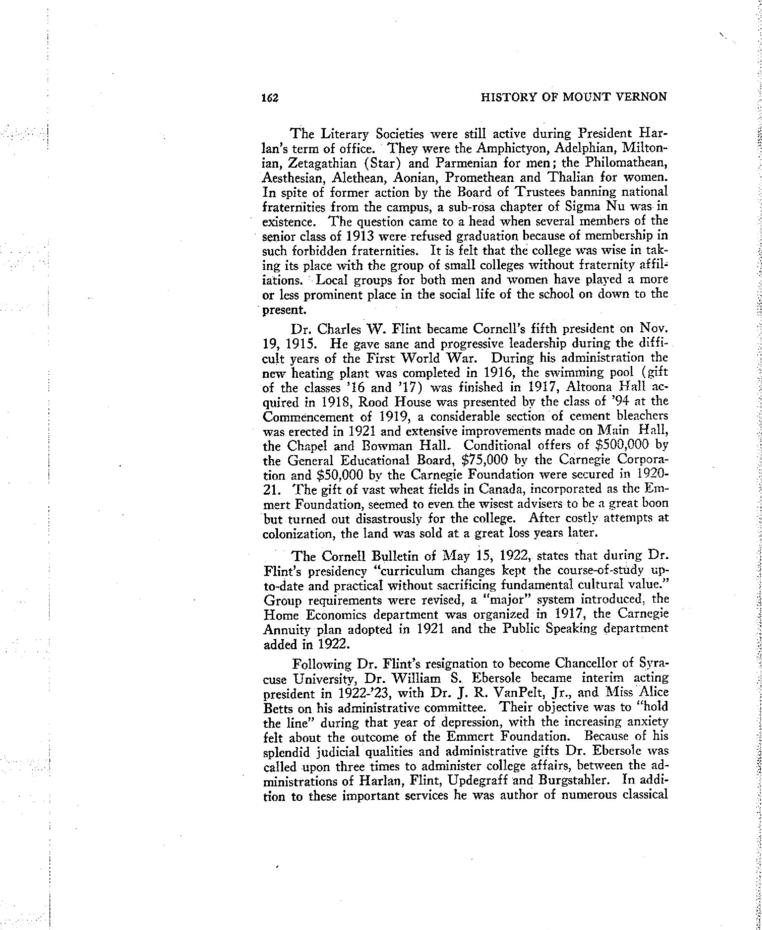 162 HISTORY OF MOUNT VERNON
The Literary Societies were still active during President Har-
lan's term of office. They were the Amphictyon, Adelphian, Milton-
ian, Zetagathian (Star) and Parmenian for men; the Philomathean,
Aesthesian, Alethean, Aonian, Promethean and Thalian for women.
In spite of former action by the Board of Trustees banning national
fraternities from the campus, a sub-rosa chapter of Sigma Nu was in
existence. The question came to a head when several members of the
senior class of 1913 were refused graduation because of membership in
such forbidden fraternities. It is felt that the college was wise in tak-
ing its place with the group of small colleges without fraternity affil-
iations. Local groups for both men and women have played a more
or less prominent place in the social life of the school on down to the
present.
Dr. Charles W. Flint became Cornell's fifth president on Nov.
19, 1915. He gave sane and progressive leadership during the diffi-
cult years of the First World War. During his administration the
new heating plant was completed in 1916, the swimming pool (gift
of the classes '16 and '17) was finished in 1917, Altoona Hall ac-
quired in 1918, Rood House was presented by the class of '94 at the
Commencement of 1919, a considerable section of cement bleachers
was erected in 1921 and extensive improvements made on Main Hall,
the Chapel and Bowman Hall. Conditional offers of $500,000 by
the General Educational Board, $75,000 by the Carnegie Corpora-
tion and $50,000 by the Carnegie Foundation were secured in 1920-
21. The gift of vast wheat fields in Canada, incorporated as the Em-
mert Foundation, seemed to even the wisest advisers to be a great boon
but turned out disastrously for the college. After costly attempts at
colonization, the land was sold at a great loss years later.
The Cornell Bulletin of May 15, 1922, states that during Dr.
Flint's presidency "curriculum changes kept the course-of-study up-
to-date and practical without sacrificing fundamental cultural value."
Group requirements were revised, a "major" system introduced, the
Home Economics department was organized in 1917, the Carnegie
Annuity plan adopted in 1921 and the Public Speaking department
added in 1922.
Following Dr. Flint's resignation to become Chancellor of Syra-
cuse University, Dr. William S. Ebersole became interim acting
president in 1922-'23, with Dr. J. R. VanPelt, Jr., and Miss Alice
Betts on his administrative committee. Their objective was to "hold
the line" during that year of depression, with the increasing anxiety
felt about the outcome of the Emmert Foundation. Because of his
splendid judicial qualities and administrative gifts Dr. Ebersole was
called upon three times to administer college affairs, between the ad-
ministrations of Harlan, Flint, Updegraff and Burgstahler. In addi-
tion to these important services he was author of numerous classical